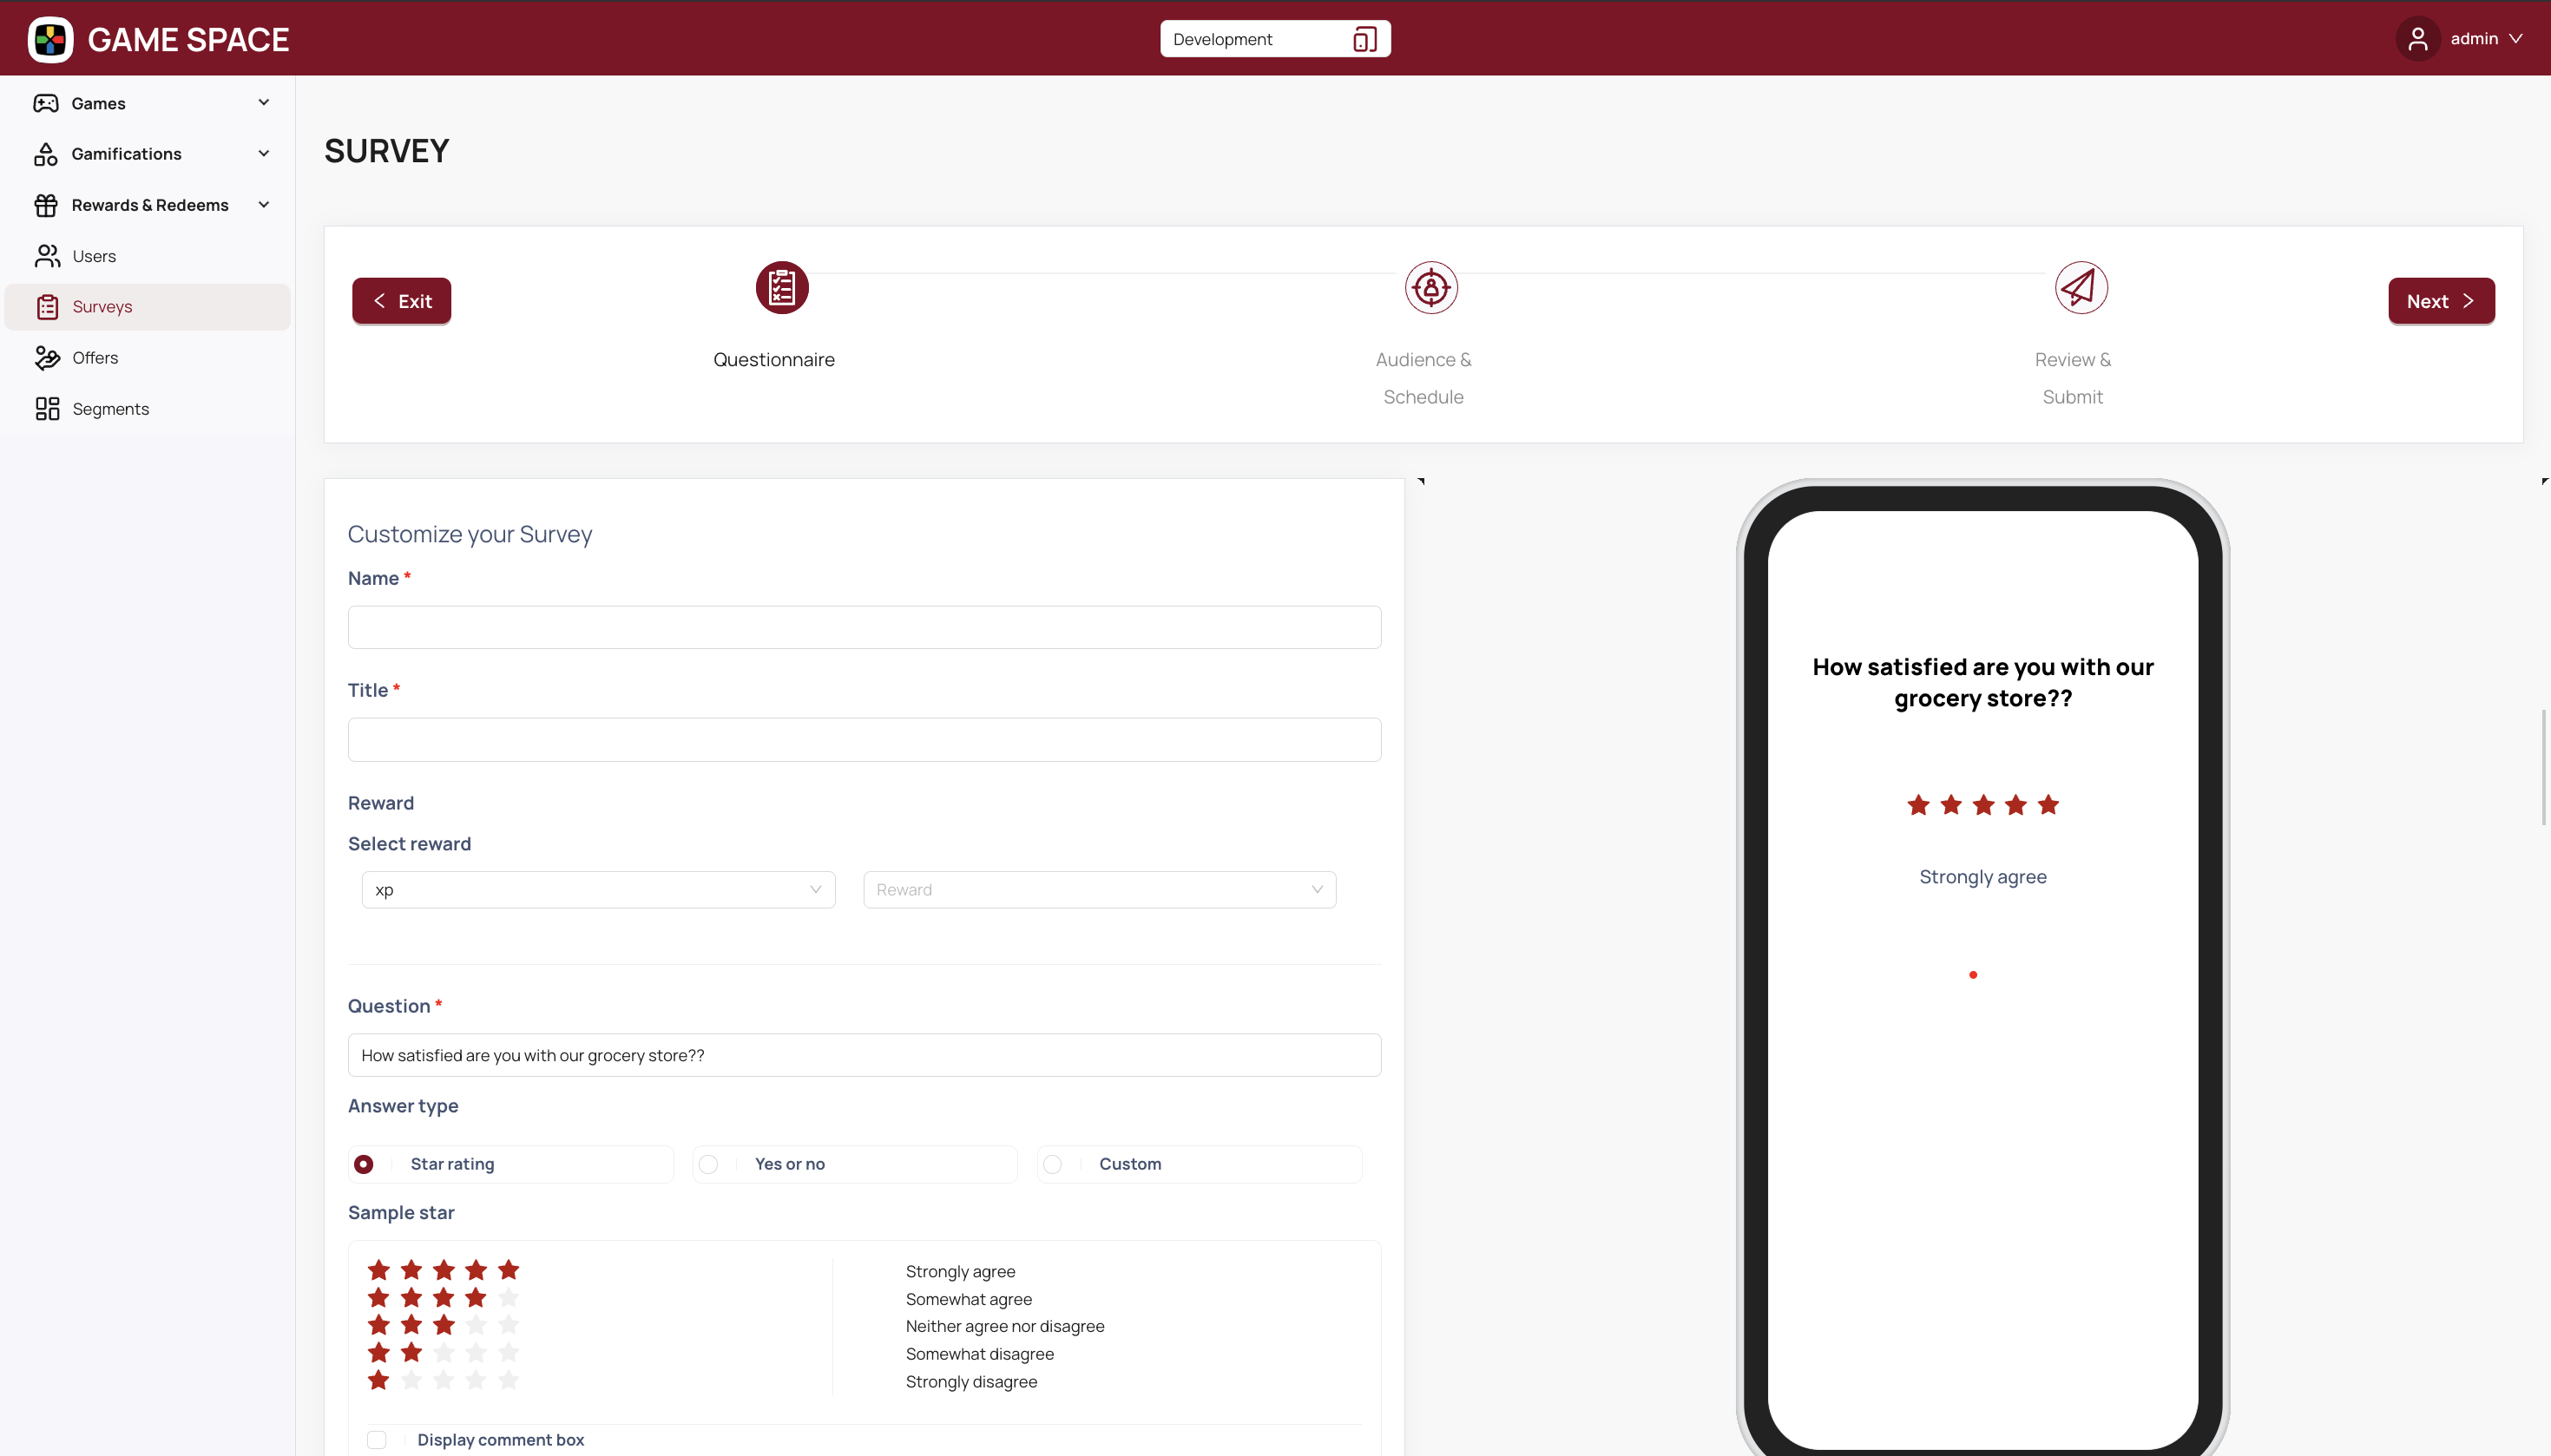 GAME SPACE
Development
admin
Games
Gamifications
Rewards & Redeems
Users
Surveys
Offers
Segments
SURVEY
Exit
Questionnaire
Audience &
Schedule
Review &
Submit
Next
Customize your Survey
Name *
Title *
Reward
Select reward
xp
Reward
Question *
How satisfied are you with our grocery store??
Answer type
Star rating
Yes or no
Custom
Sample star
Strongly agree
Somewhat agree
Neither agree nor disagree
Somewhat disagree
Strongly disagree
Display comment box
How satisfied are you with our
grocery store??
Strongly agree